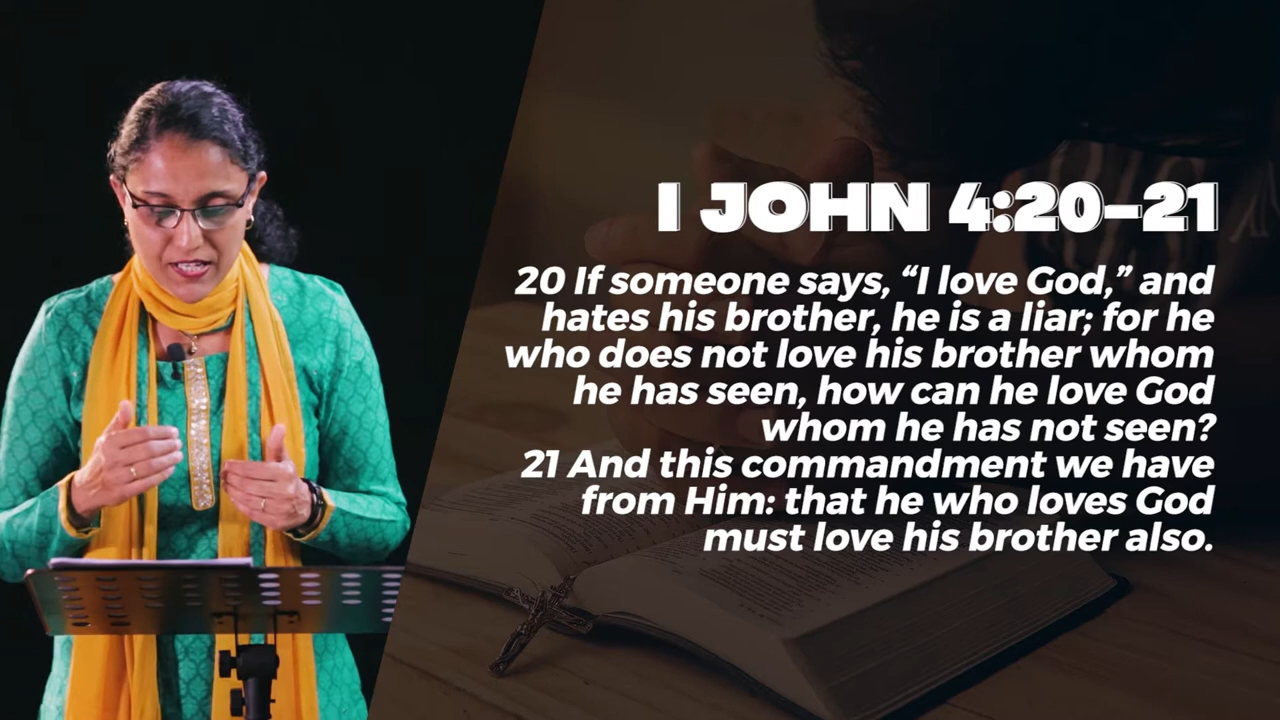 I JOHN 4:20-21
20 If someone says, “I love God,” and
hates his brother, he is a liar; for he
who does not love his brother whom
he has seen, how can he love God
whom he has not seen?
21 And this commandment we have
from Him: that he who loves God
must love his brother also.